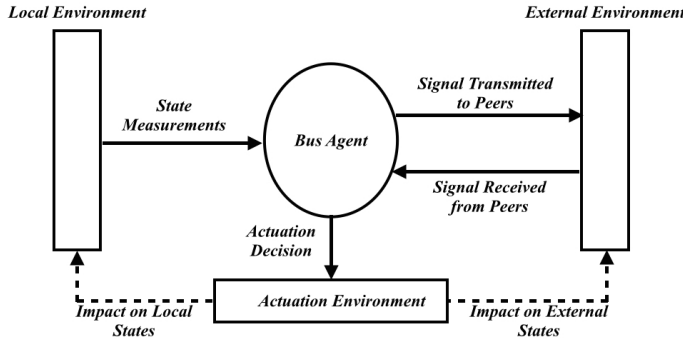 Local Environment
External Environment
State
Measurements
Bus Agent
Signal Transmitted
to Peers
Signal Received
from Peers
Actuation
Decision
Actuation Environment
Impact on Local
States
Impact on External
States